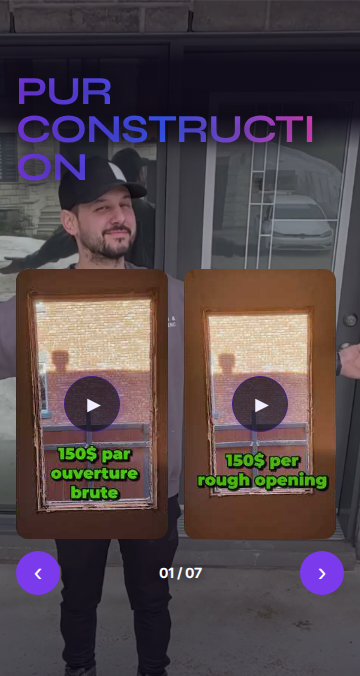 PUR
CONSTRUCTI
ON
150$ par
ouverture
brute
150$ per
rough opening
01 / 07